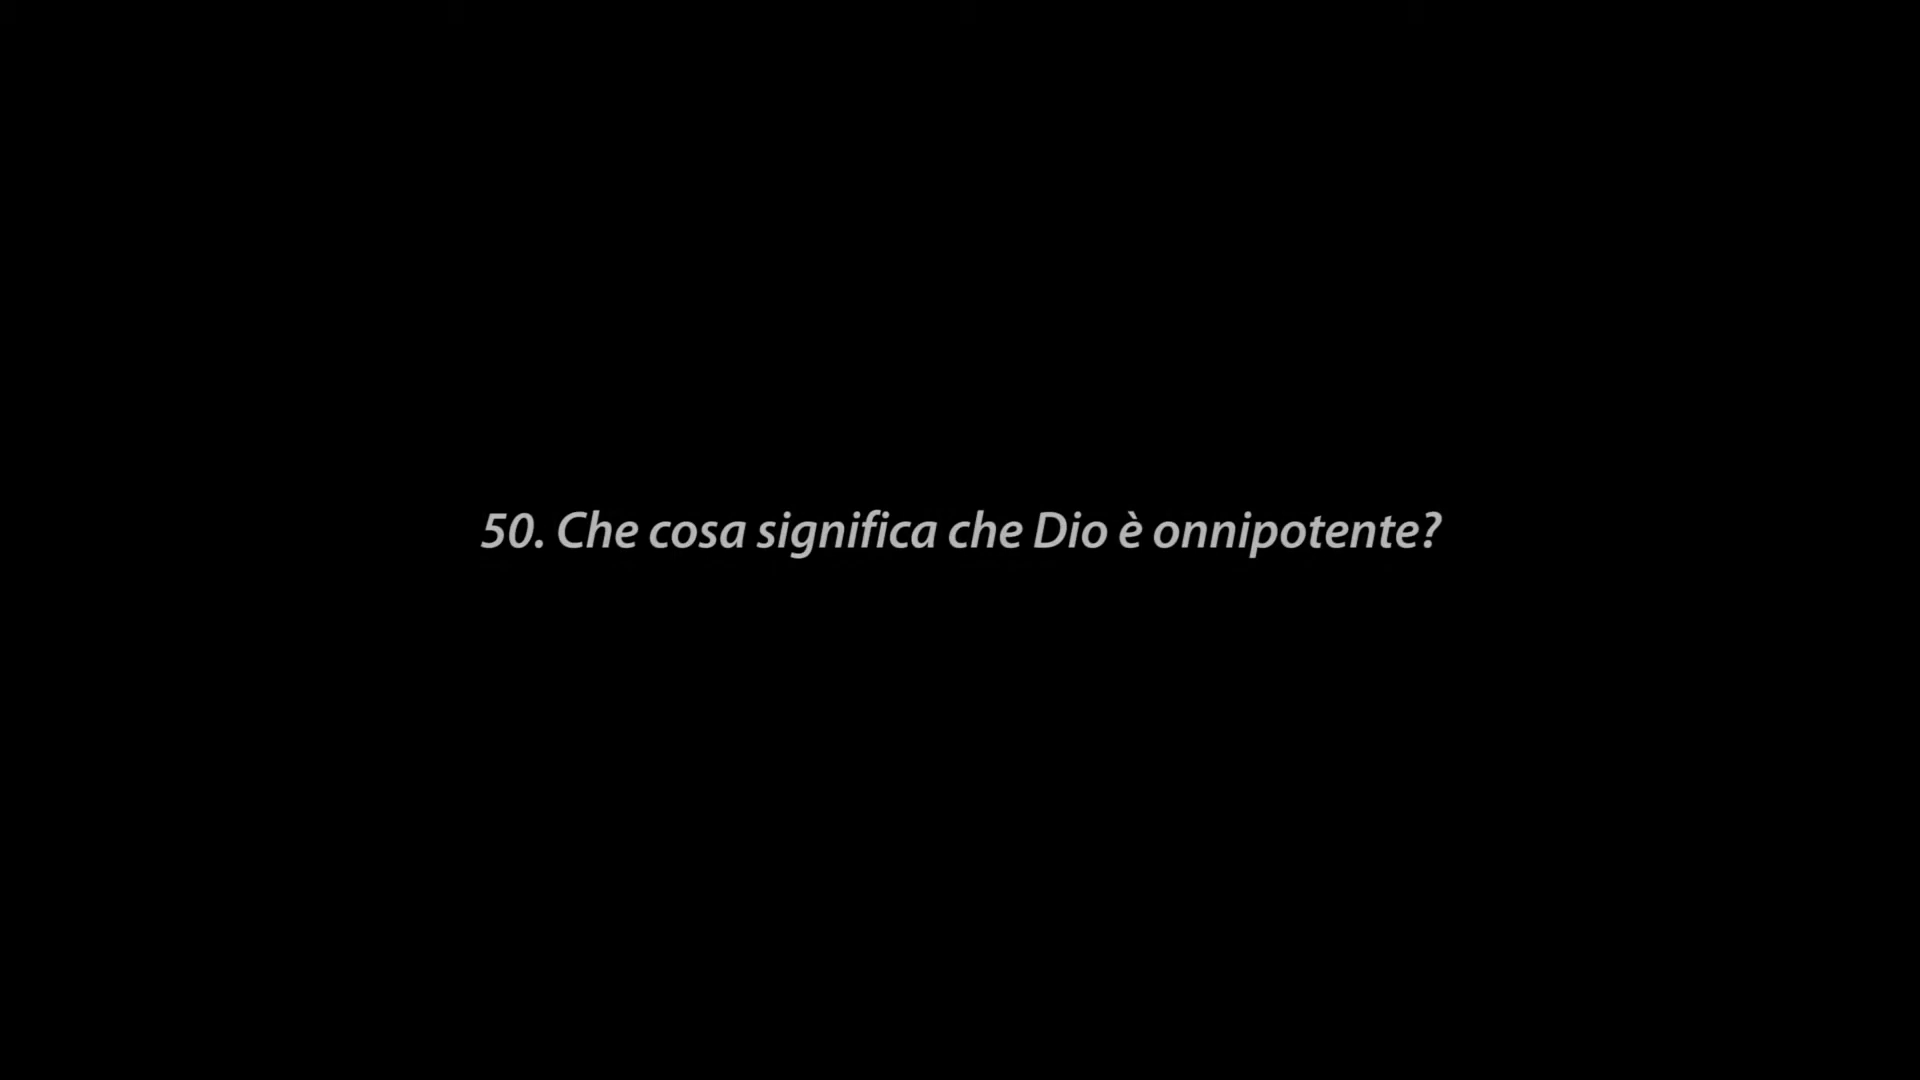 50. Che cosa significa che Dio è onnipotente?